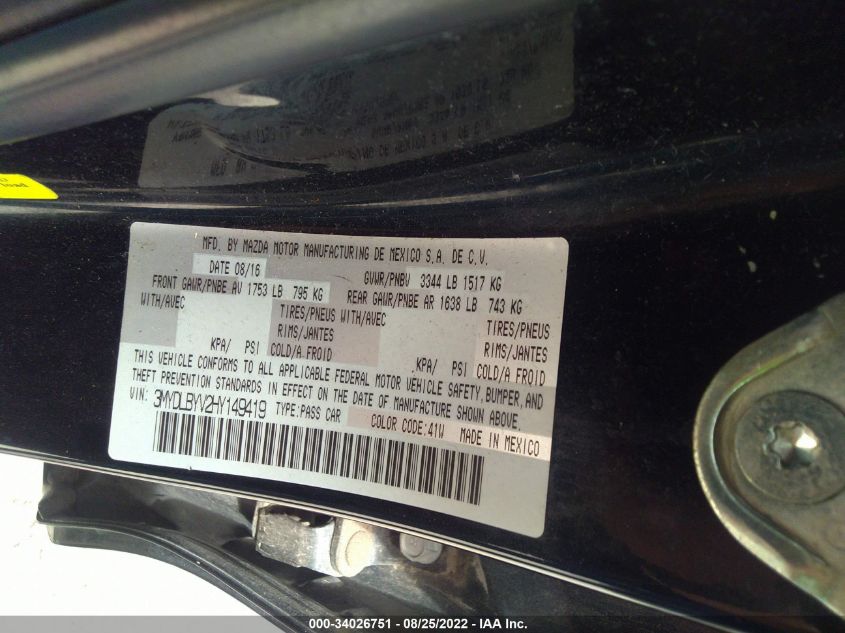 MFD. BY MAZDA MOTOR MANUFACTURING DE MEXICO S.A. DE C.V.
DATE 08/16 GVWR/PNBV 3344 LB 1517 KG
FRONT GAWR/PNBE AV 1753 LB 795 KG REAR GAWR/PNBE AR 1638 LB 743 KG
WITH/AVEC TIRES/PNEUS WITH/AVEC TIRES/PNEUS
RIMS/JANTES RIMS/JANTES
KPA/ PSI COLD/A FROID KPA/ PSI COLD/A FROID
THIS VEHICLE CONFORMS TO ALL APPLICABLE FEDERAL MOTOR VEHICLE SAFETY, BUMPER, AND
THEFT PREVENTION STANDARDS IN EFFECT ON THE DATE OF MANUFACTURE SHOWN ABOVE.
VIN: 3MYDLBYV2HY149419 TYPE:PASS CAR COLOR CODE:41W MADE IN MEXICO
000-34026751 - 08/25/2022 - IAA Inc.